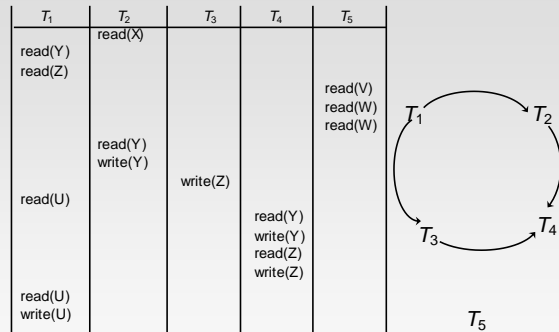 T1 T2 T3 T4 T5
read(X)
read(Y)
read(Z)
read(V)
read(W)
read(W)
read(Y)
write(Y)
write(Z)
read(U)
read(Y)
write(Y)
read(Z)
write(Z)
read(U)
write(U)
T1 T2
T3 T4
T5